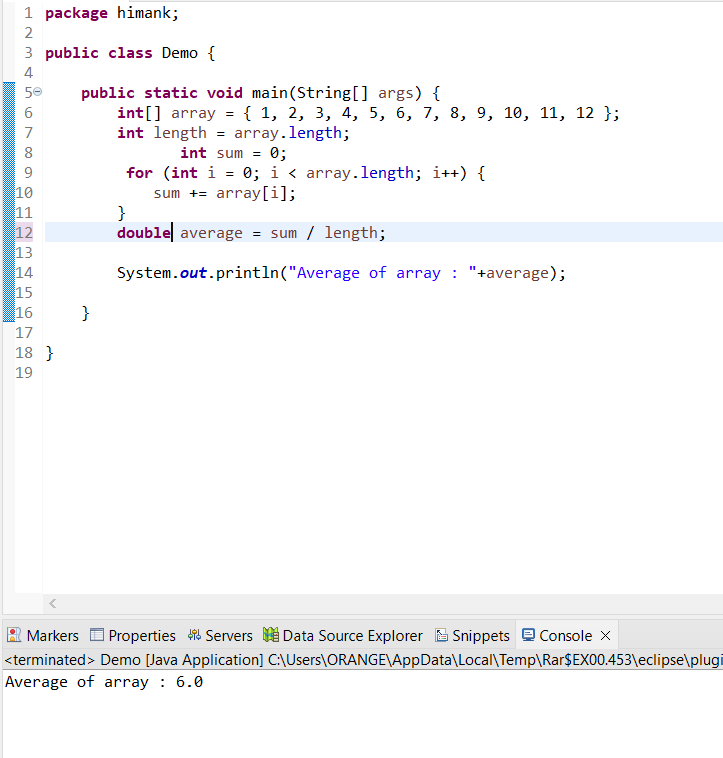 1 package himank;
2
3 public class Demo {
4
5 public static void main(String[] args) {
6 int[] array = { 1, 2, 3, 4, 5, 6, 7, 8, 9, 10, 11, 12 };
7 int length = array.length;
8 int sum = 0;
9 for (int i = 0; i < array.length; i++) {
10 sum += array[i];
11 }
12 double average = sum / length;
13
14 System.out.println("Average of array : "+average);
15
16 }
17
18 }
19
Markers Properties Servers Data Source Explorer Snippets Console
<terminated> Demo [Java Application] C:\Users\ORANGE\AppData\Local\Temp\Rar$EX00.453\eclipse\plugi
Average of array : 6.0